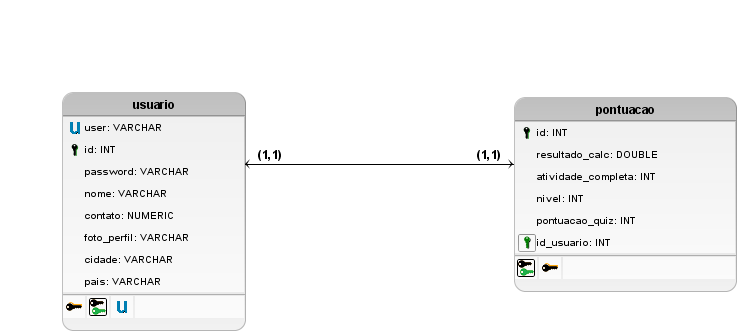 usuario
user: VARCHAR
id: INT
password: VARCHAR
nome: VARCHAR
contato: NUMERIC
foto_perfil: VARCHAR
cidade: VARCHAR
pais: VARCHAR
(1,1)
(1,1)
pontuacao
id: INT
resultado_calc: DOUBLE
atividade_completa: INT
nivel: INT
pontuacao_quiz: INT
id_usuario: INT